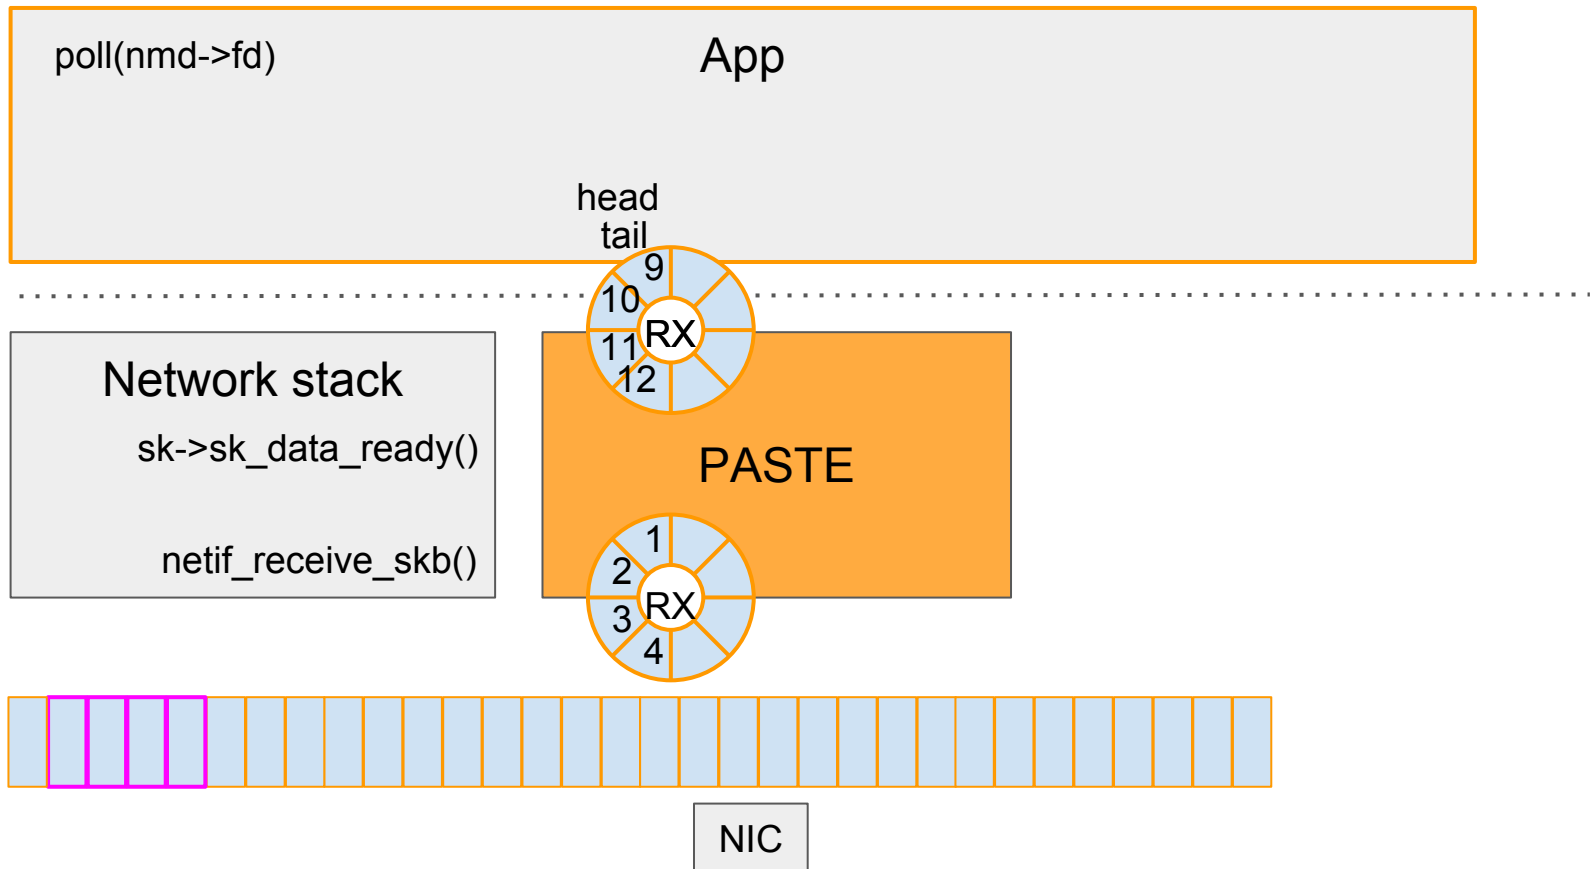 poll(nmd->fd)
App
head
tail
9
10
RX
11
12
Network stack
sk->sk_data_ready()
PASTE
netif_receive_skb()
1
2
RX
3
4
NIC